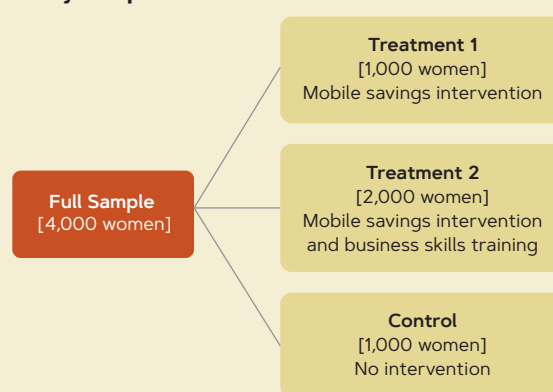 Full Sample
[4,000 women]
Treatment 1
[1,000 women]
Mobile savings intervention
Treatment 2
[2,000 women]
Mobile savings intervention
and business skills training
Control
[1,000 women]
No intervention